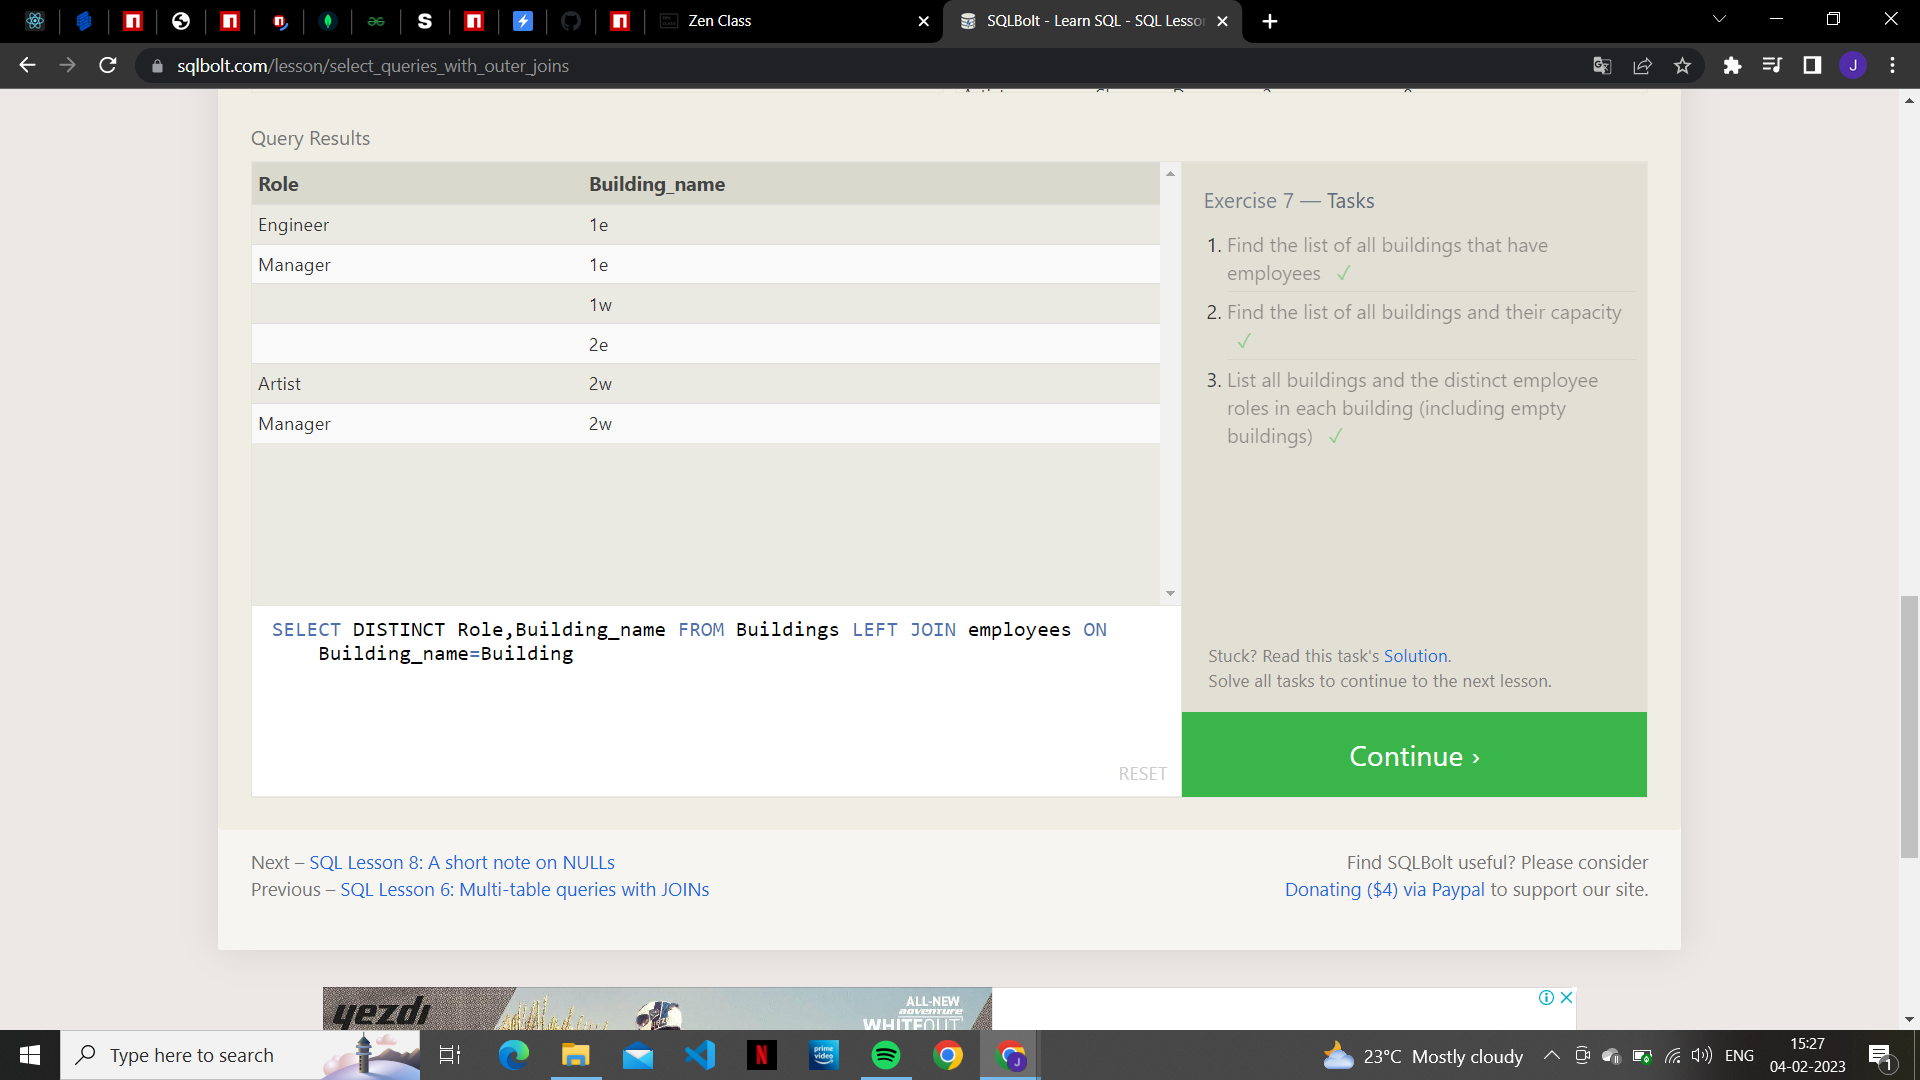 Zen Class
SQLBolt - Learn SQL - SQL Lesso
sqlbolt.com/lesson/select_queries_with_outer_joins
J
Query Results
Role Building_name
Engineer 1e
Manager 1e
1w
2e
Artist 2w
Manager 2w
Exercise 7 — Tasks
1. Find the list of all buildings that have
employees ✓
2. Find the list of all buildings and their capacity
✓
3. List all buildings and the distinct employee
roles in each building (including empty
buildings) ✓
SELECT DISTINCT Role,Building_name FROM Buildings LEFT JOIN employees ON
Building_name=Building
RESET
Stuck? Read this task's Solution.
Solve all tasks to continue to the next lesson.
Continue ›
Next – SQL Lesson 8: A short note on NULLs
Previous – SQL Lesson 6: Multi-table queries with JOINs
Find SQLBolt useful? Please consider
Donating ($4) via Paypal to support our site.
yezdi
ALL-NEW
adventure
WHITEOUT
Type here to search
prime
video
23°C Mostly cloudy
ENG
15:27
04-02-2023
1